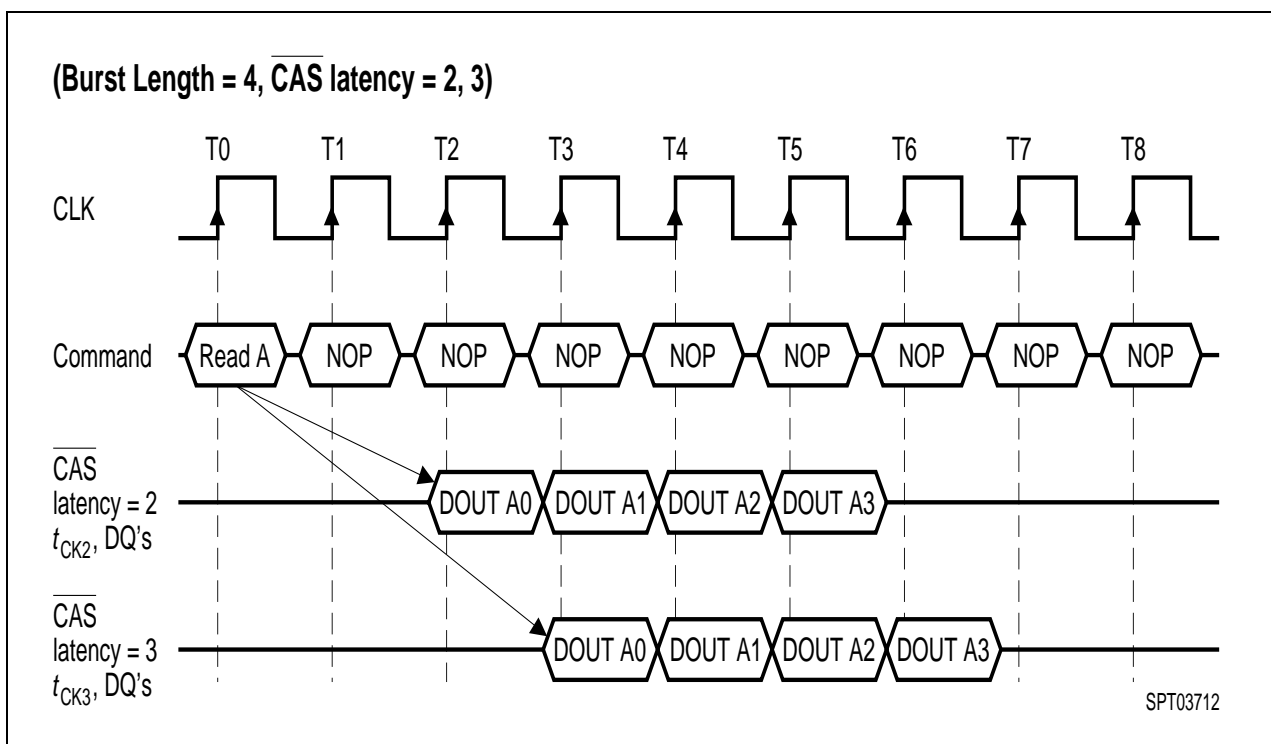 (Burst Length = 4, CAS latency = 2, 3)
T0 T1 T2 T3 T4 T5 T6 T7 T8
CLK
Command Read A NOP NOP NOP NOP NOP NOP NOP NOP
CAS
latency = 2
tCK2, DQ's
DOUT A0 DOUT A1 DOUT A2 DOUT A3
CAS
latency = 3
tCK3, DQ's
DOUT A0 DOUT A1 DOUT A2 DOUT A3
SPT03712